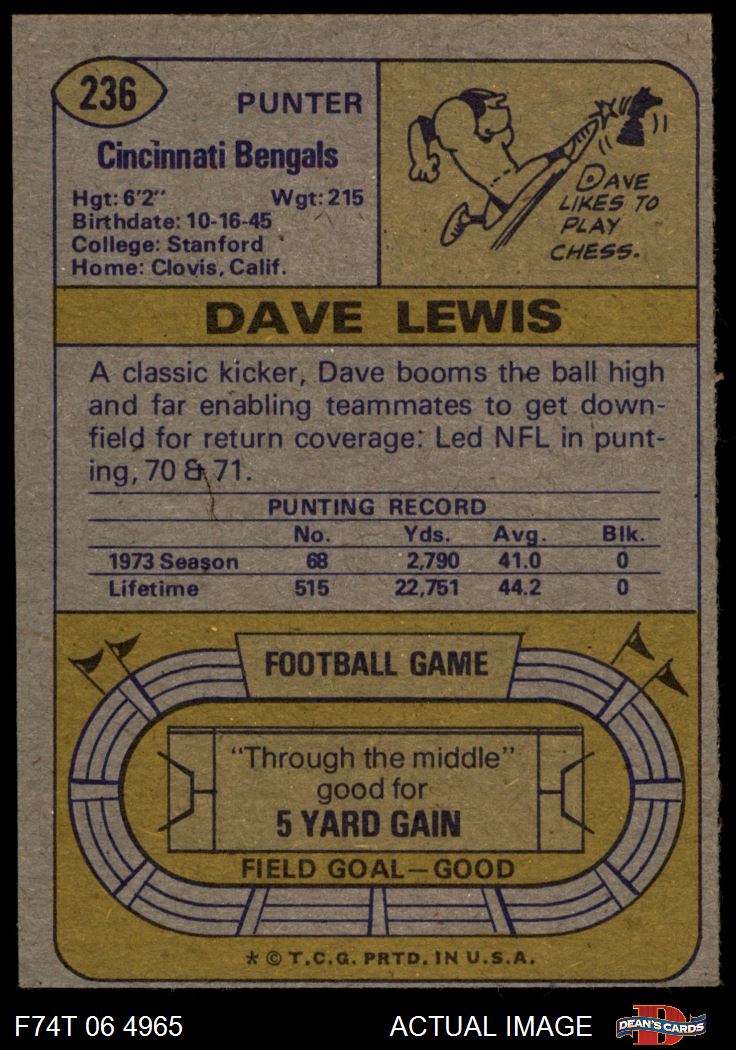 236
PUNTER
Cincinnati Bengals
Hgt: 6'2" Wgt: 215
Birthdate: 10-16-45
College: Stanford
Home: Clovis, Calif.
DAVE
LIKES TO
PLAY
CHESS.
DAVE LEWIS
A classic kicker, Dave booms the ball high
and far enabling teammates to get down-
field for return coverage: Led NFL in punt-
ing, 70 & 71.
PUNTING RECORD
No. Yds. Avg. Blk.
1973 Season 68 2,790 41.0 0
Lifetime 515 22,751 44.2 0
FOOTBALL GAME
"Through the middle"
good for
5 YARD GAIN
FIELD GOAL—GOOD
* © T.C.G. PRTD. IN U.S.A.
F74T 06 4965 ACTUAL IMAGE
D
DEAN'S CARDS